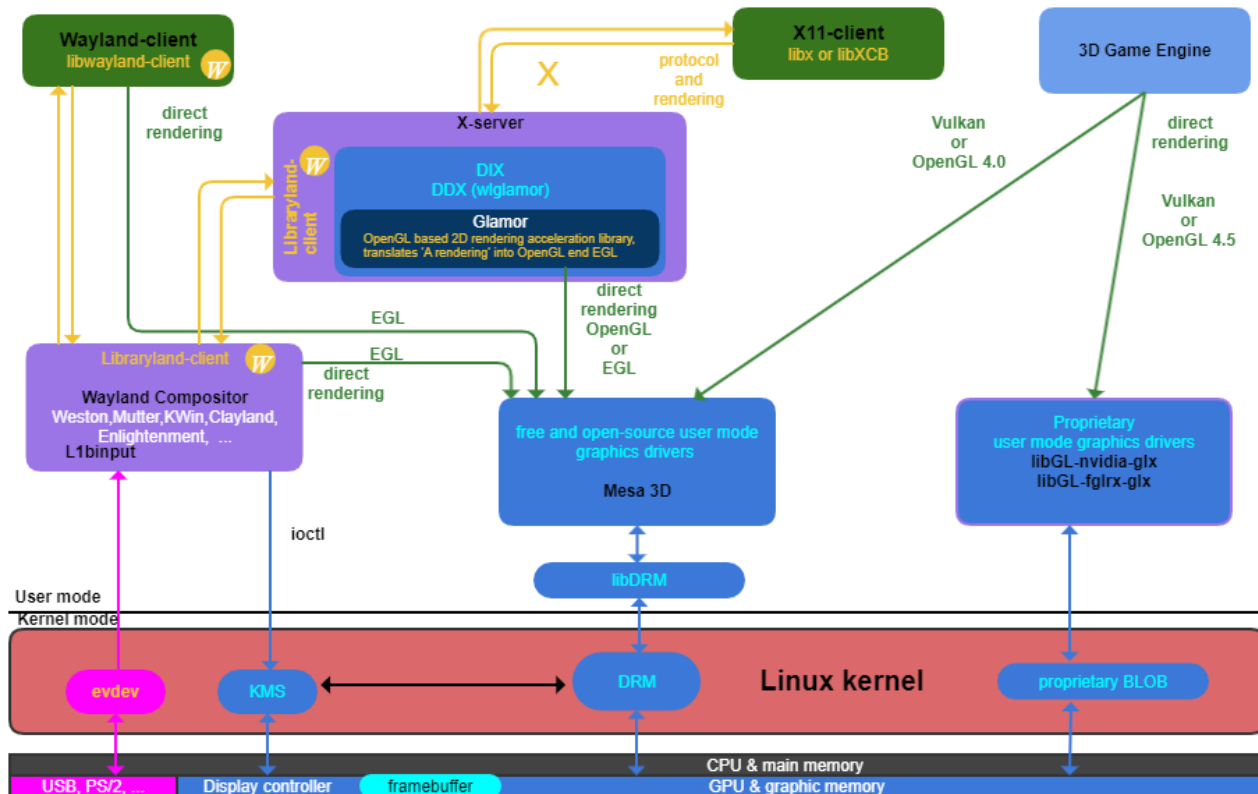 Wayland-client
libwayland-client
W
direct
rendering
X
protocol
and
rendering
X11-client
libx or libXCB
3D Game Engine
X-server
Libraryland-
client
W
DIX
DDX (wlglamor)
Glamor
OpenGL based 2D rendering acceleration library,
translates 'A rendering' into OpenGL end EGL
Vulkan
or
OpenGL 4.0
direct
rendering
Vulkan
or
OpenGL 4.5
EGL
direct
rendering
OpenGL
or
EGL
EGL
direct
rendering
Libraryland-client
W
Wayland Compositor
Weston,Mutter,KWin,Clayland,
Enlightenment, ...
L1binput
free and open-source user mode
graphics drivers
Mesa 3D
Proprietary
user mode graphics drivers
libGL-nvidia-glx
libGL-fglrx-glx
ioctl
libDRM
User mode
Kernel mode
evdev
KMS
DRM
Linux kernel
proprietary BLOB
CPU & main memory
USB, PS/2, ...
Display controller
framebuffer
GPU & graphic memory